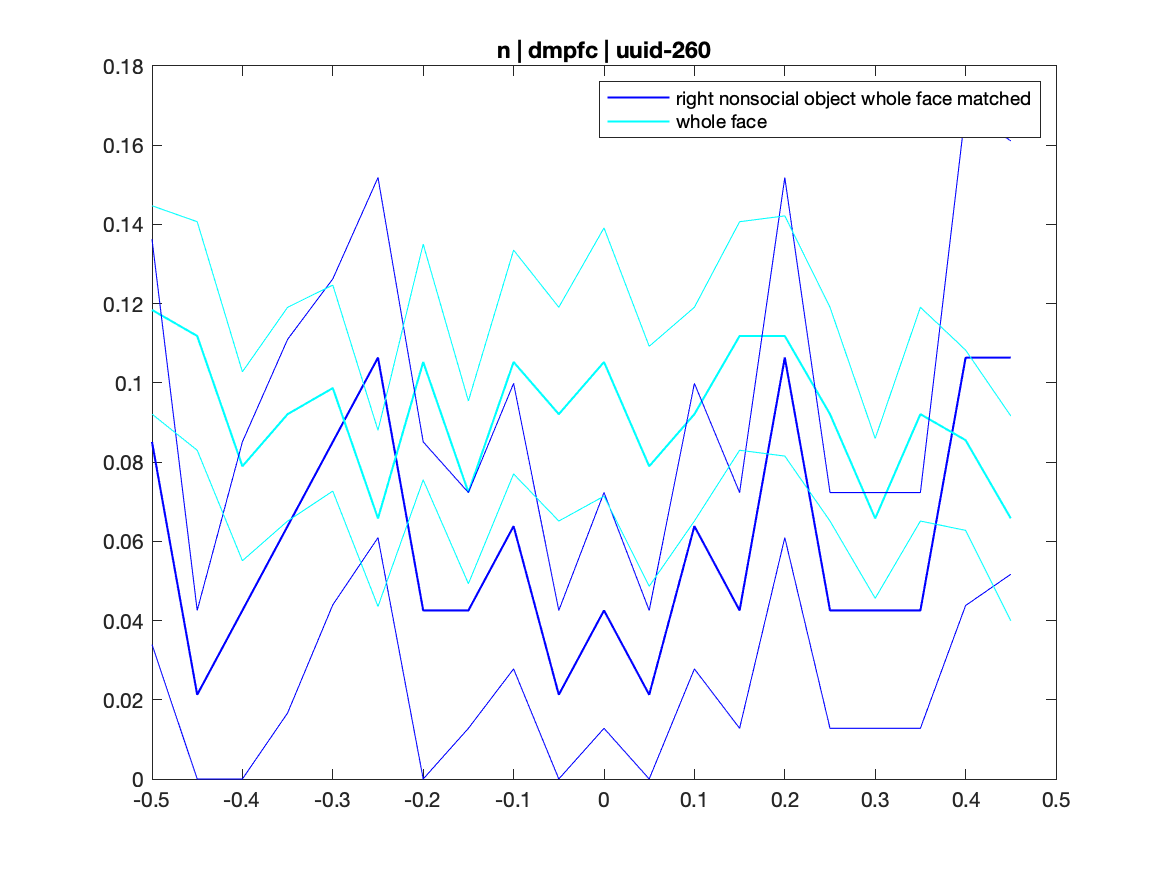 n | dmpfc | uuid-260
right nonsocial object whole face matched
whole face
0.18
0.16
0.14
0.12
0.1
0.08
0.06
0.04
0.02
0
-0.5 -0.4 -0.3 -0.2 -0.1 0 0.1 0.2 0.3 0.4 0.5